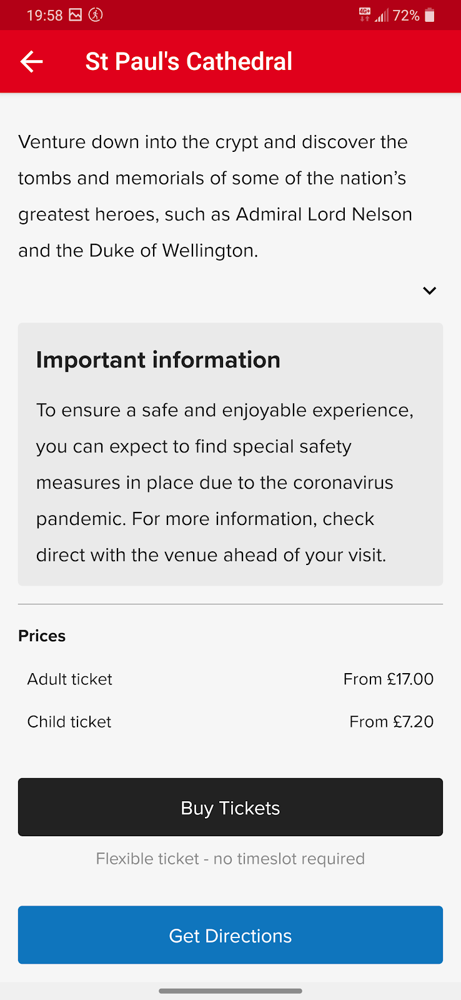 19:58 4G+ 72%
St Paul's Cathedral
Venture down into the crypt and discover the
tombs and memorials of some of the nation’s
greatest heroes, such as Admiral Lord Nelson
and the Duke of Wellington.
Important information
To ensure a safe and enjoyable experience,
you can expect to find special safety
measures in place due to the coronavirus
pandemic. For more information, check
direct with the venue ahead of your visit.
Prices
Adult ticket From £17.00
Child ticket From £7.20
Buy Tickets
Flexible ticket - no timeslot required
Get Directions